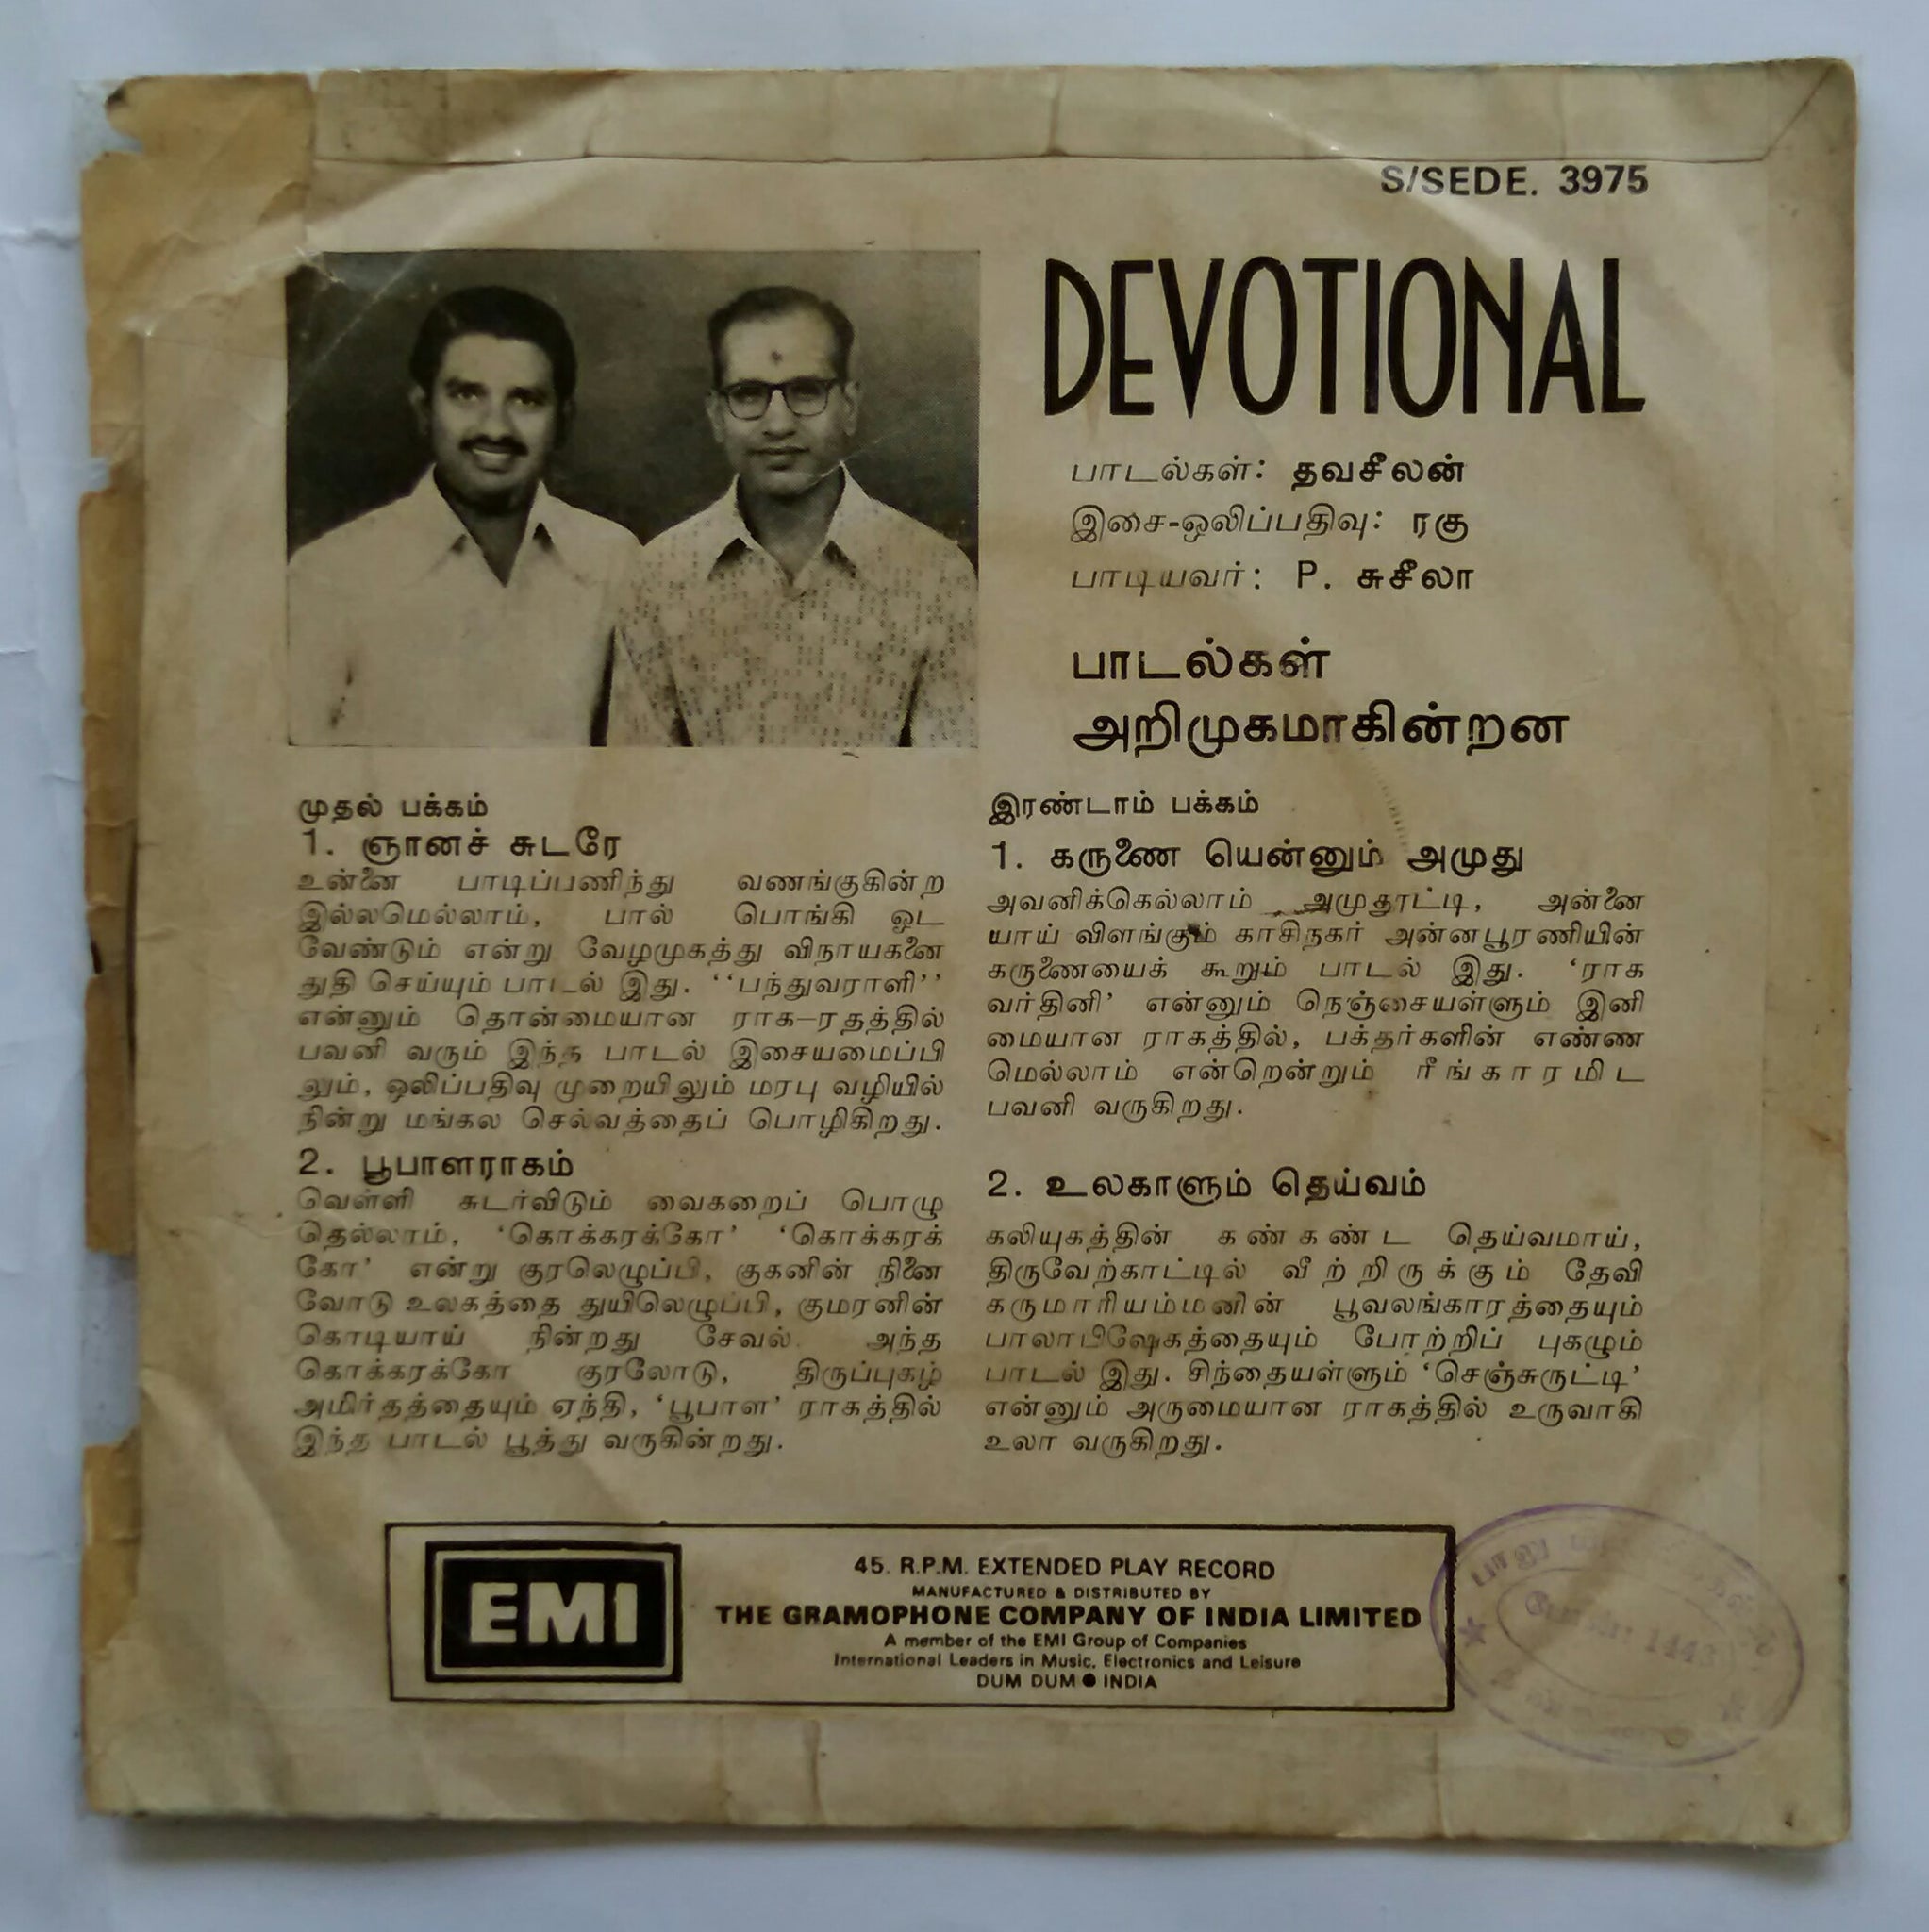 S/SEDE. 3975
DEVOTIONAL
பாடல்கள்: தவசீலன்
இசை-ஒலிப்பதிவு: ரகு
பாடியவர்: P. சுசீலா
பாடல்கள்
அறிமுகமாகின்றன
முதல் பக்கம்
1. ஞானச் சுடரே
உன்னை பாடிப்பணிந்து வணங்குகின்ற
இல்லமெல்லாம், பால் பொங்கி ஓட
வேண்டும் என்று வேழமுகத்து விநாயகனை
துதி செய்யும் பாடல் இது. ‘‘பந்துவராளி’’
என்னும் தொன்மையான ராக–ரதத்தில்
பவனி வரும் இந்த பாடல் இசையமைப்பி
லும், ஒலிப்பதிவு முறையிலும் மரபு வழியில்
நின்று மங்கல செல்வத்தைப் பொழிகிறது.
2. பூபாளராகம்
வெள்ளி சுடர்விடும் வைகறைப் பொழு
தெல்லாம், ‘கொக்கரக்கோ’ ‘கொக்கரக்
கோ’ என்று குரலெழுப்பி, குகனின் நினை
வோடு உலகத்தை துயிலெழுப்பி, குமரனின்
கொடியாய் நின்றது சேவல். அந்த
கொக்கரக்கோ குரலோடு, திருப்புகழ்
அமிர்தத்தையும் ஏந்தி, ‘பூபாள’ ராகத்தில்
இந்த பாடல் பூத்து வருகின்றது.
இரண்டாம் பக்கம்
1. கருணை யென்னும் அமுது
அவனிக்கெல்லாம் அமுதூட்டி, அன்னை
யாய் விளங்கும் காசிநகர் அன்னபூரணியின்
கருணையைக் கூறும் பாடல் இது. ‘ராக
வர்தினி’ என்னும் நெஞ்சையள்ளும் இனி
மையான ராகத்தில், பக்தர்களின் எண்ண
மெல்லாம் என்றென்றும் ரீங்காரமிட
பவனி வருகிறது.
2. உலகாளும் தெய்வம்
கலியுகத்தின் கண்கண்ட தெய்வமாய்,
திருவேற்காட்டில் வீற்றிருக்கும் தேவி
கருமாரியம்மனின் பூவலங்காரத்தையும்
பாலாபிஷேகத்தையும் போற்றிப் புகழும்
பாடல் இது. சிந்தையள்ளும் ‘செஞ்சுருட்டி’
என்னும் அருமையான ராகத்தில் உருவாகி
உலா வருகிறது.
EMI
45. R.P.M. EXTENDED PLAY RECORD
MANUFACTURED & DISTRIBUTED BY
THE GRAMOPHONE COMPANY OF INDIA LIMITED
A member of the EMI Group of Companies
International Leaders in Music, Electronics and Leisure
DUM DUM ● INDIA